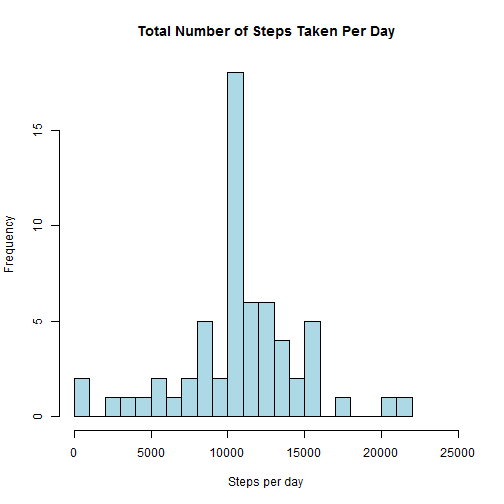 Total Number of Steps Taken Per Day
Frequency
15
10
5
0
0 5000 10000 15000 20000 25000
Steps per day